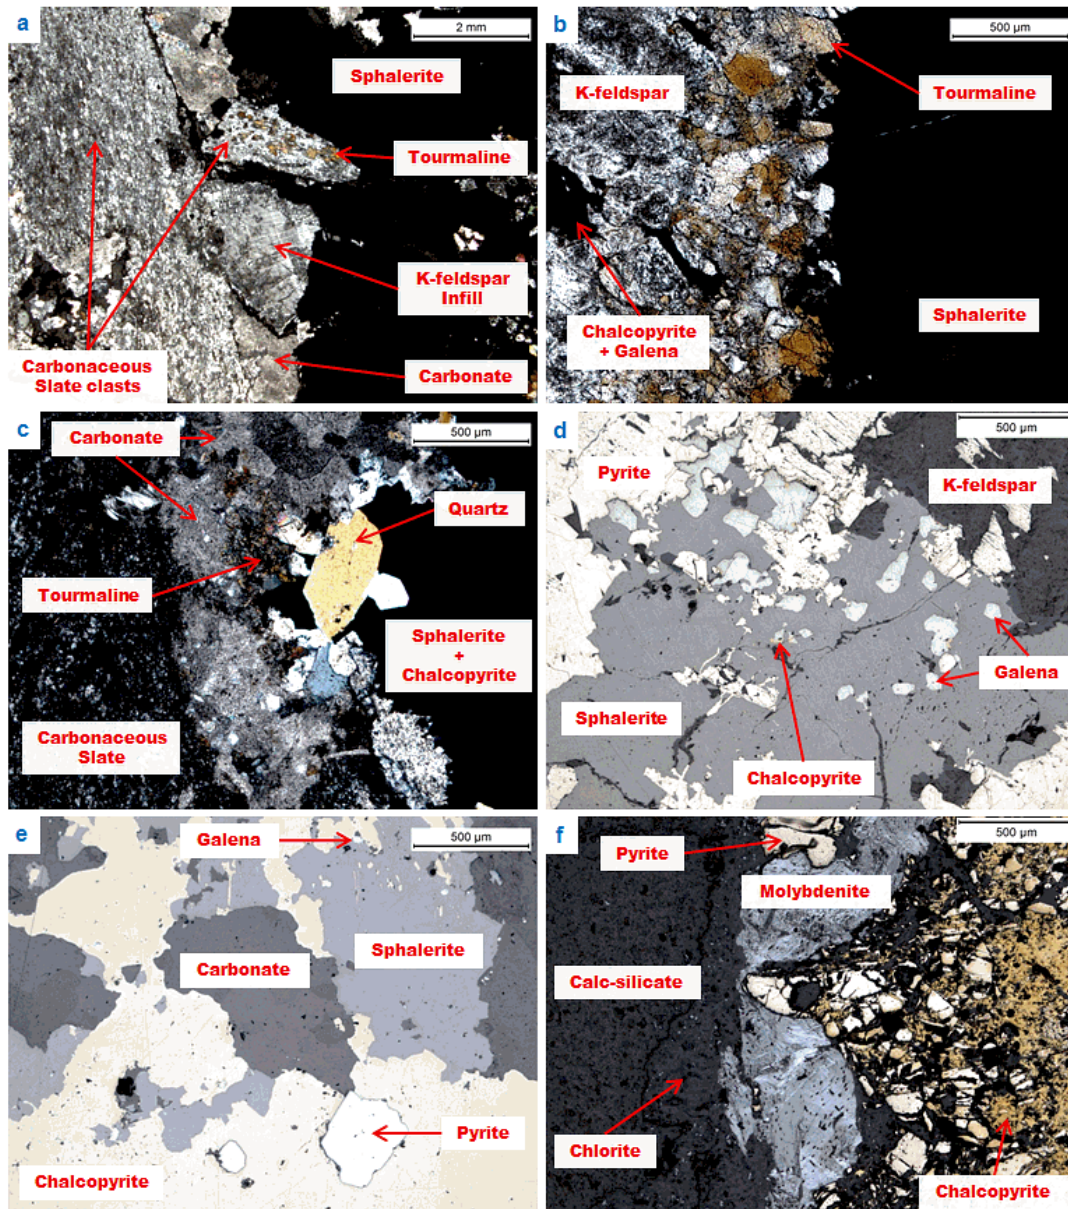 a
2 mm
Sphalerite
Tourmaline
K-feldspar
Infill
Carbonaceous
Slate clasts
Carbonate
b
500 µm
K-feldspar
Tourmaline
Chalcopyrite
+ Galena
Sphalerite
c
Carbonate
500 µm
Quartz
Tourmaline
Sphalerite
+
Chalcopyrite
Carbonaceous
Slate
d
500 µm
Pyrite
K-feldspar
Galena
Sphalerite
Chalcopyrite
e
Galena
500 µm
Sphalerite
Carbonate
Pyrite
Chalcopyrite
f
500 µm
Pyrite
Molybdenite
Calc-silicate
Chlorite
Chalcopyrite